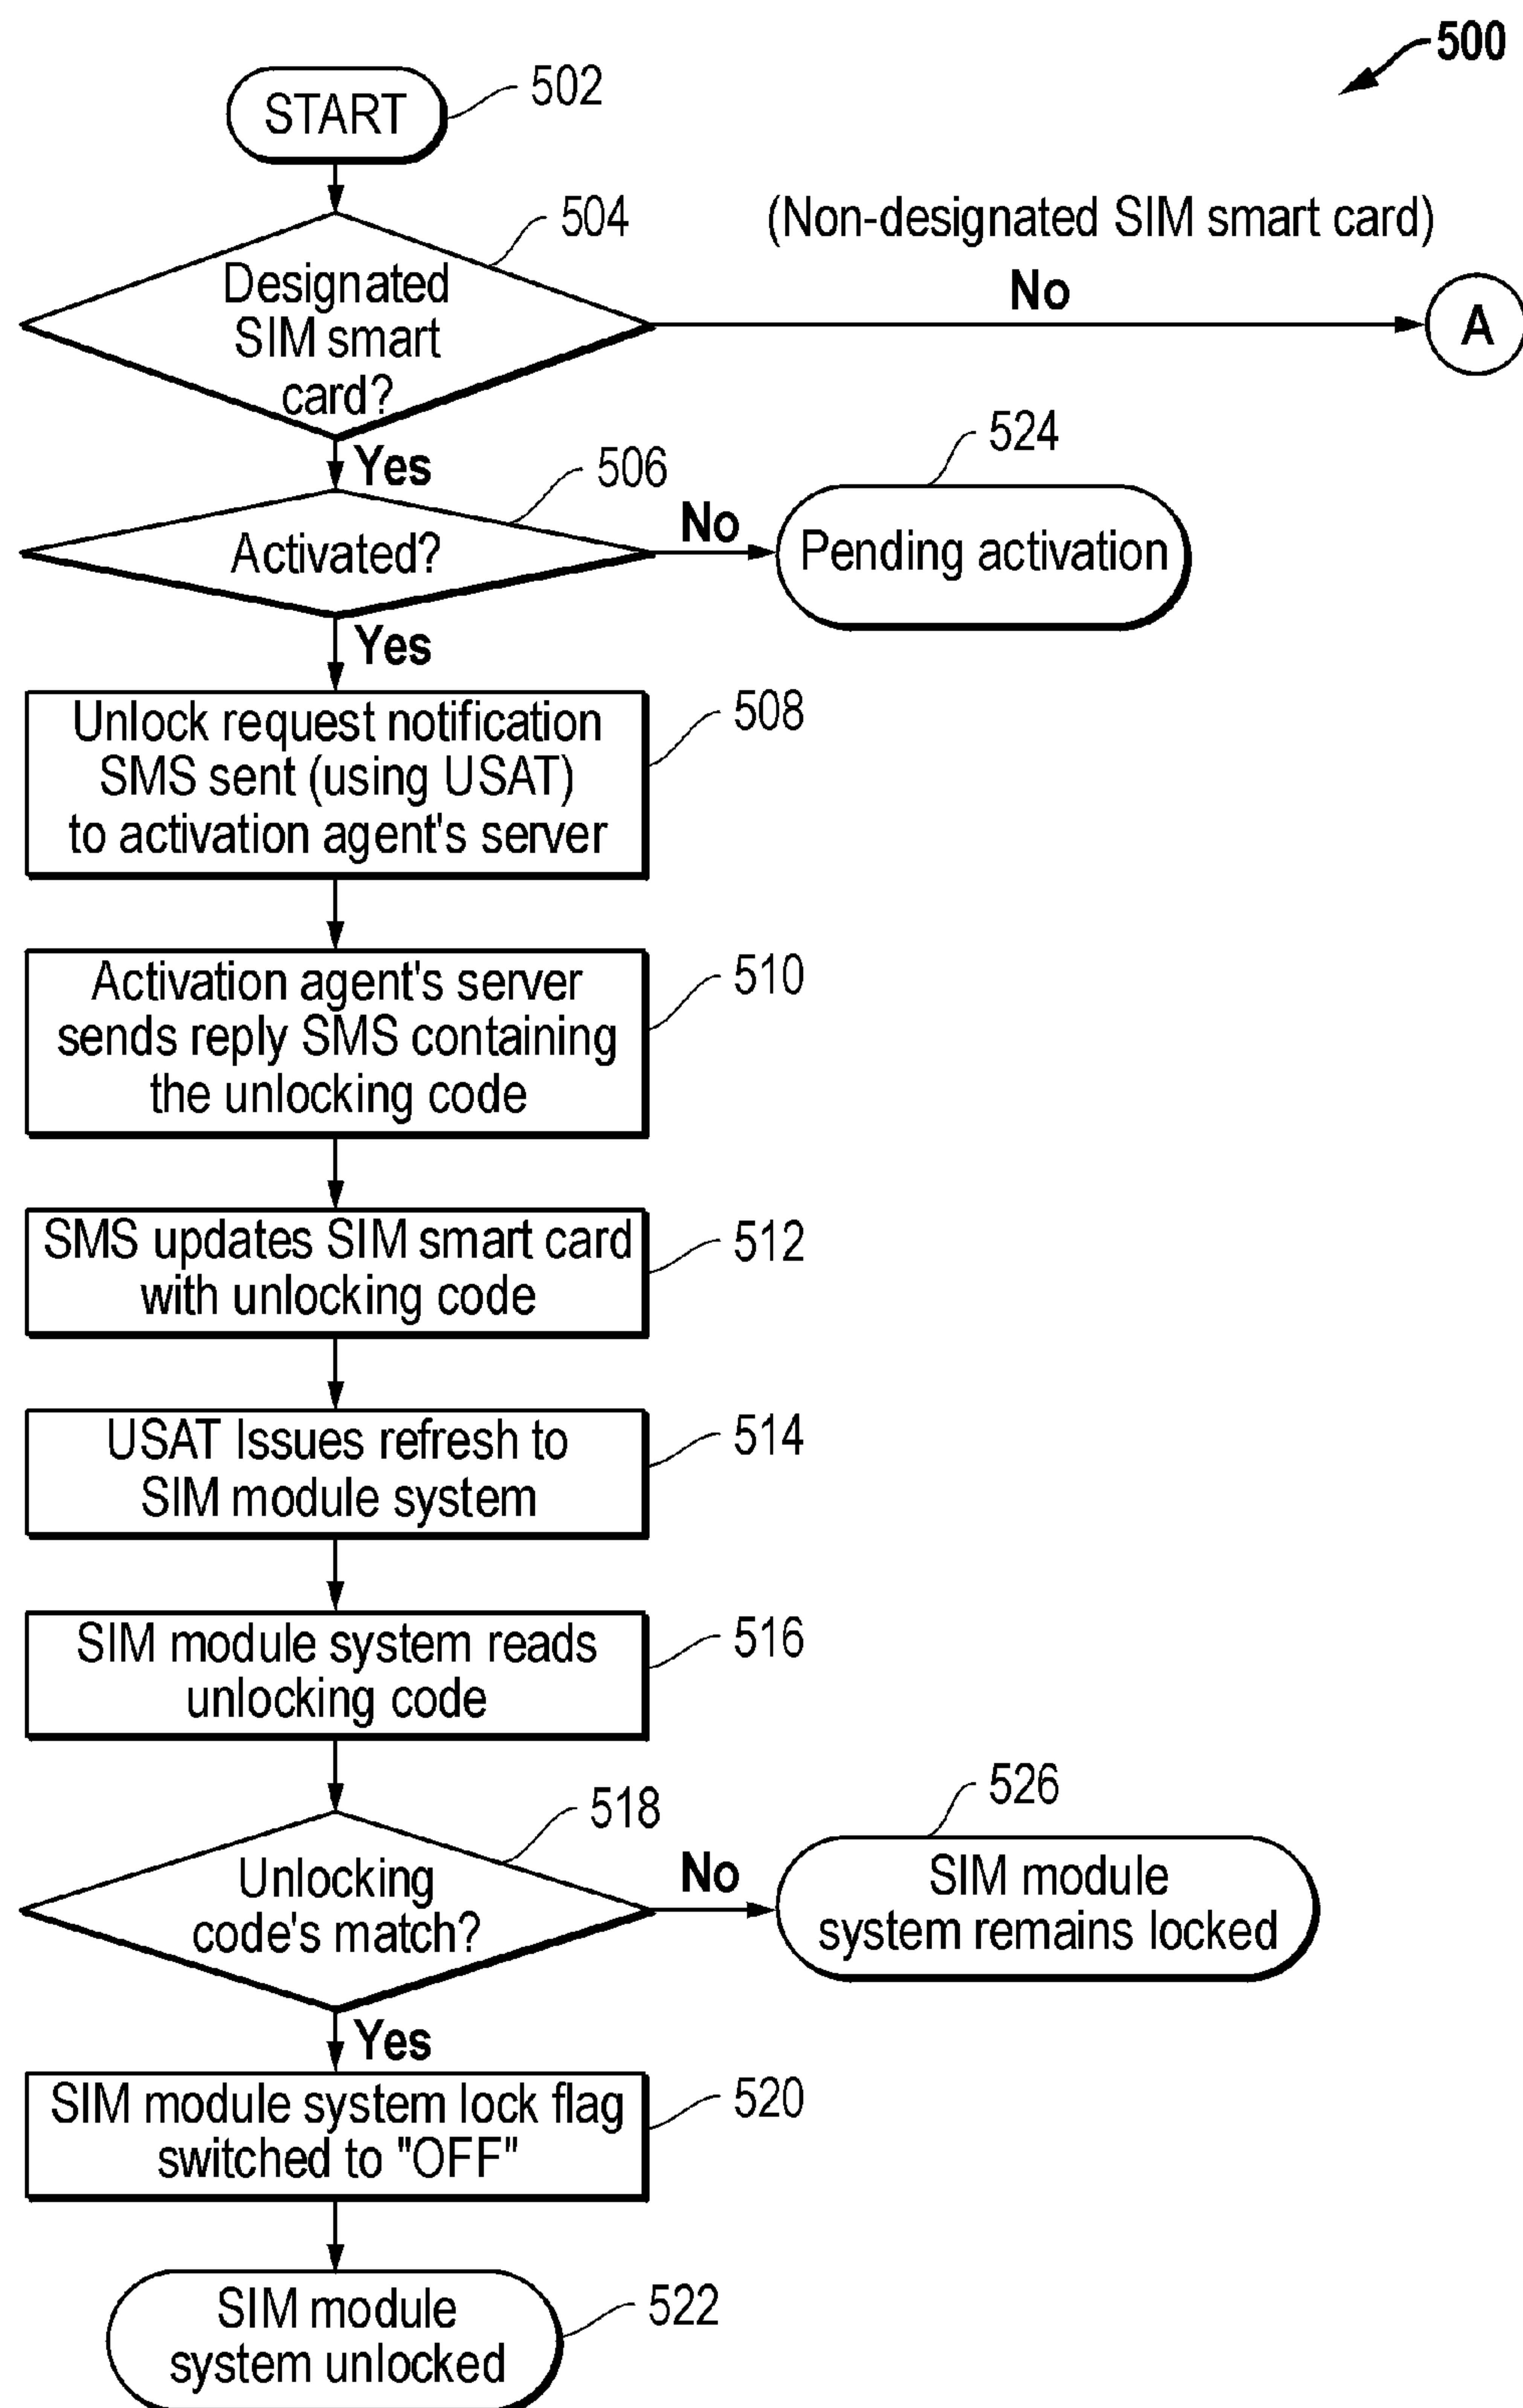 500
START
502
504
(Non-designated SIM smart card)
Designated
SIM smart
card?
No
A
Yes
506
524
Activated?
No
Pending activation
Yes
Unlock request notification
SMS sent (using USAT)
to activation agent's server
508
Activation agent's server
sends reply SMS containing
the unlocking code
510
SMS updates SIM smart card
with unlocking code
512
USAT Issues refresh to
SIM module system
514
SIM module system reads
unlocking code
516
518
526
Unlocking
code's match?
No
SIM module
system remains locked
Yes
SIM module system lock flag
switched to "OFF"
520
SIM module
system unlocked
522